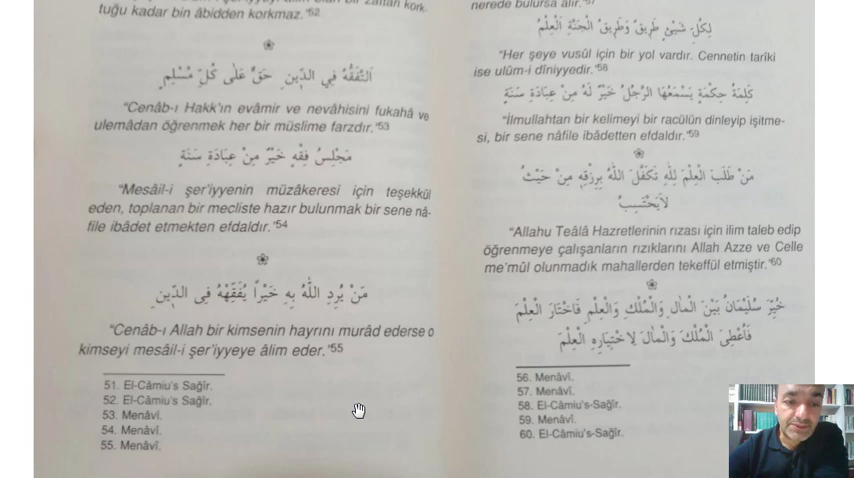 tuğu kadar bin âbidden korkmaz.”52
اَلتَّفَقُّهُ فِي الدّ۪ينِ حَقٌّ عَلٰى كُلِّ مُسْلِمٍ
“Cenâb-ı Hakk'ın evâmir ve nevâhisini fukahâ ve
ulemâdan öğrenmek her bir müslime farzdır.”53
مَجْلِسُ فِقْهٍ خَيْرٌ مِنْ عِبَادَةِ سَنَةٍ
“Mesâil-i şer'iyyenin müzâkeresi için teşekkül
eden, toplanan bir mecliste hazır bulunmak bir sene nâ-
file ibâdet etmekten efdaldır.”54
مَنْ يُرِدِ اللّٰهُ بِهِ خَيْرًا يُفَقِّهْهُ فِى الدّ۪ينِ
“Cenâb-ı Allah bir kimsenin hayrını murâd ederse o
kimseyi mesâil-i şer'iyyeye âlim eder.”55
51. El-Câmiu's Sağîr.
52. El-Câmiu's Sağîr.
53. Menâvî.
54. Menâvî.
55. Menâvî.
nerede bulursa alır.”57
لِكُلِّ شَيْئٍ طَرِيقٌ وَطَرِيقُ الْجَنَّةِ اَلْعِلْمُ
“Her şeye vusûl için bir yol vardır. Cennetin tarîki
ise ulûm-i dîniyyedir.”58
كَلِمَةُ حِكْمَةٍ يَسْمَعُهَا الرَّجُلُ خَيْرٌ لَهُ مِنْ عِبَادَةِ سَنَةٍ
“İlmullahtan bir kelimeyi bir racülün dinleyip işitme-
si, bir sene nâfile ibâdetten efdaldır.”59
مَنْ طَلَبَ الْعِلْمَ لِلّٰهِ تَكَفَّلَ اللّٰهُ بِرِزْقِهِ مِنْ حَيْثُ
لاَيَحْتَسِبُ
“Allahu Teâlâ Hazretlerinin rızası için ilim taleb edip
öğrenmeye çalışanların rızıklarını Allah Azze ve Celle
me'mûl olunmadık mahallerden tekeffül etmiştir.”60
خُيِّرَ سُلَيْمَانُ بَيْنَ الْمَالِ وَالْمُلْكِ وَالْعِلْمِ فَاخْتَارَ الْعِلْمَ
فَأُعْطِىَ الْمُلْكَ وَالْمَالَ لِاخْتِيَارِهِ الْعِلْمَ
56. Menâvî.
57. Menâvî.
58. El-Câmiu's-Sağîr.
59. Menâvî.
60. El-Câmius-Sağîr.